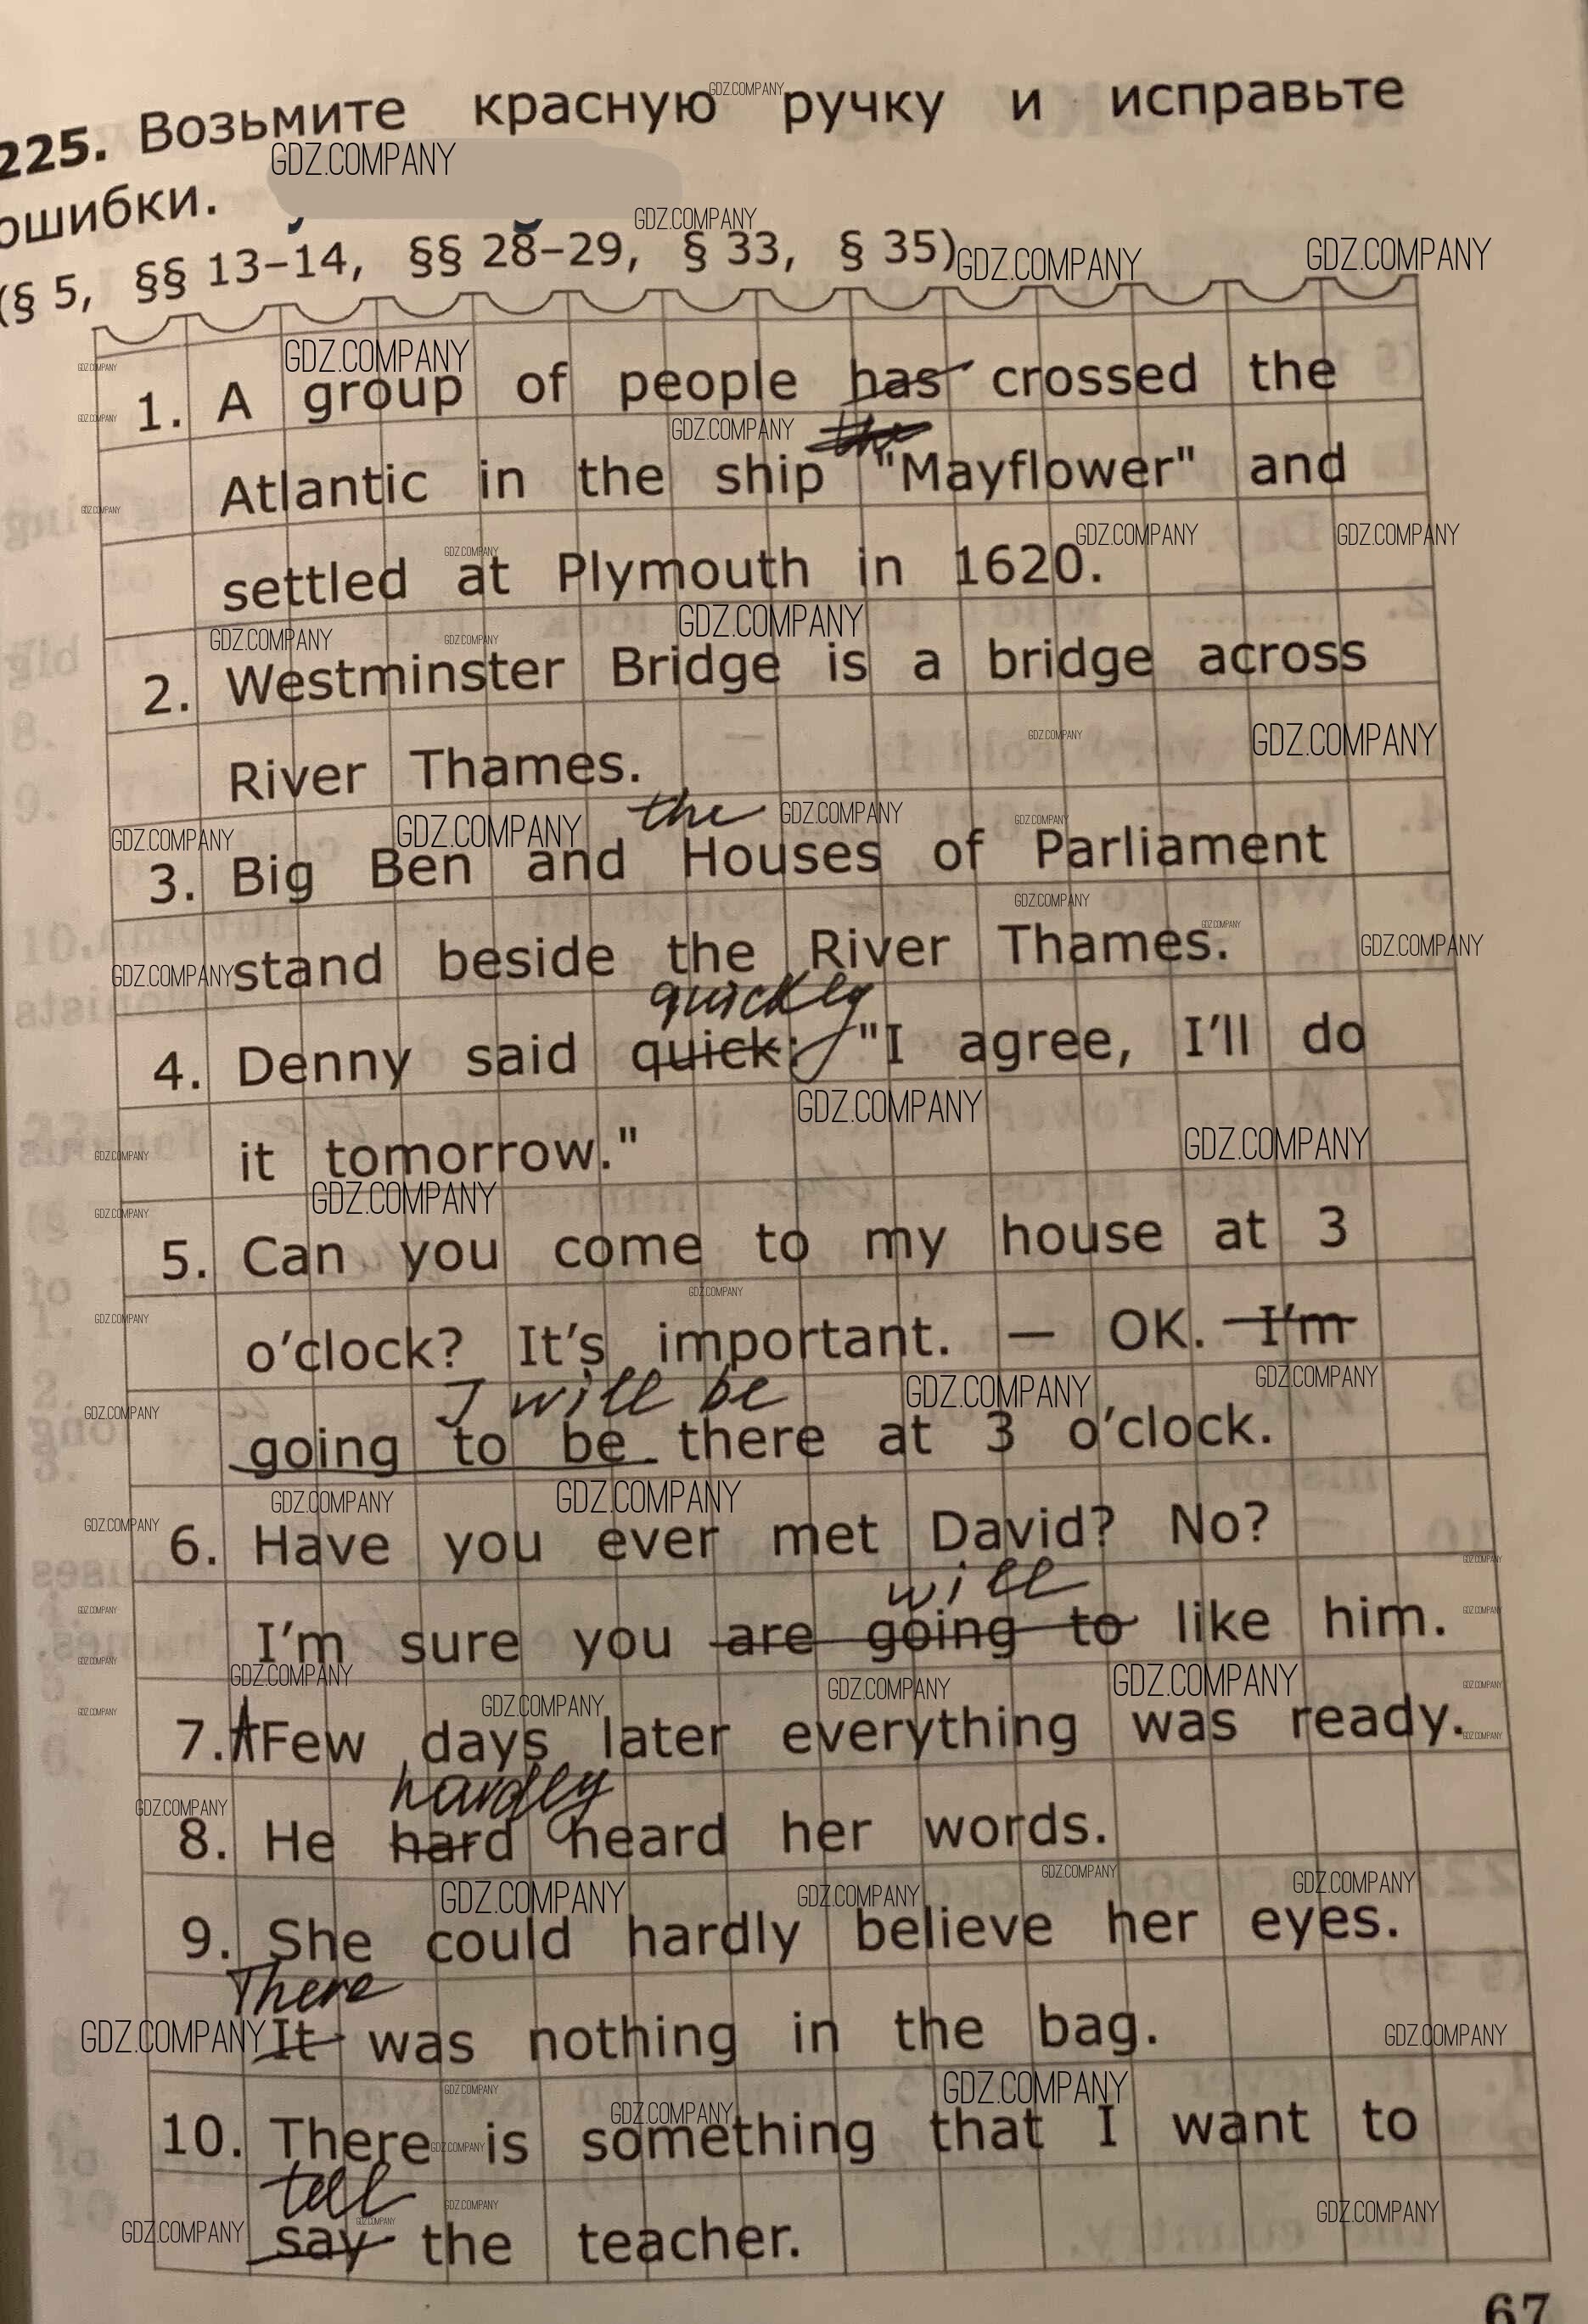 225. Возьмите красную ручку и исправьте
ошибки.
(§ 5, §§ 13–14, §§ 28–29, § 33, § 35)
1. A group of people has crossed the
the
Atlantic in the ship "Mayflower" and
settled at Plymouth in 1620.
2. Westminster Bridge is a bridge across
River Thames.
the
3. Big Ben and Houses of Parliament
stand beside the River Thames.
quickly
4. Denny said quick: "I agree, I'll do
it tomorrow."
5. Can you come to my house at 3
o'clock? It's important. — OK. I'm
I will be
going to be there at 3 o'clock.
6. Have you ever met David? No?
will
I'm sure you are going to like him.
7. A Few days later everything was ready.
hardly
8. He hard heard her words.
9. She could hardly believe her eyes.
There
It was nothing in the bag.
10. There is something that I want to
tell
say the teacher.
67
GDZ.COMPANY